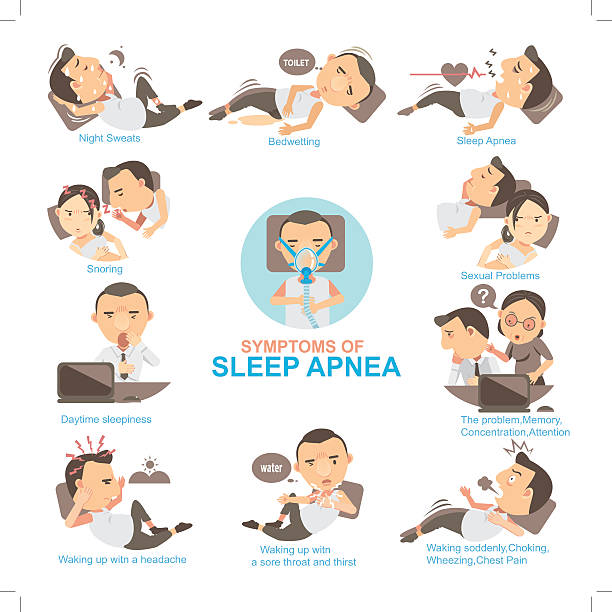 Night Sweats
TOILET
Bedwetting
Sleep Apnea
Snoring
Sexual Problems
SYMPTOMS OF
SLEEP APNEA
Daytime sleepiness
?
The problem,Memory,
Concentration,Attention
Waking up witn a headache
water
Waking up witn
a sore throat and thirst
Waking soddenly,Choking,
Wheezing,Chest Pain